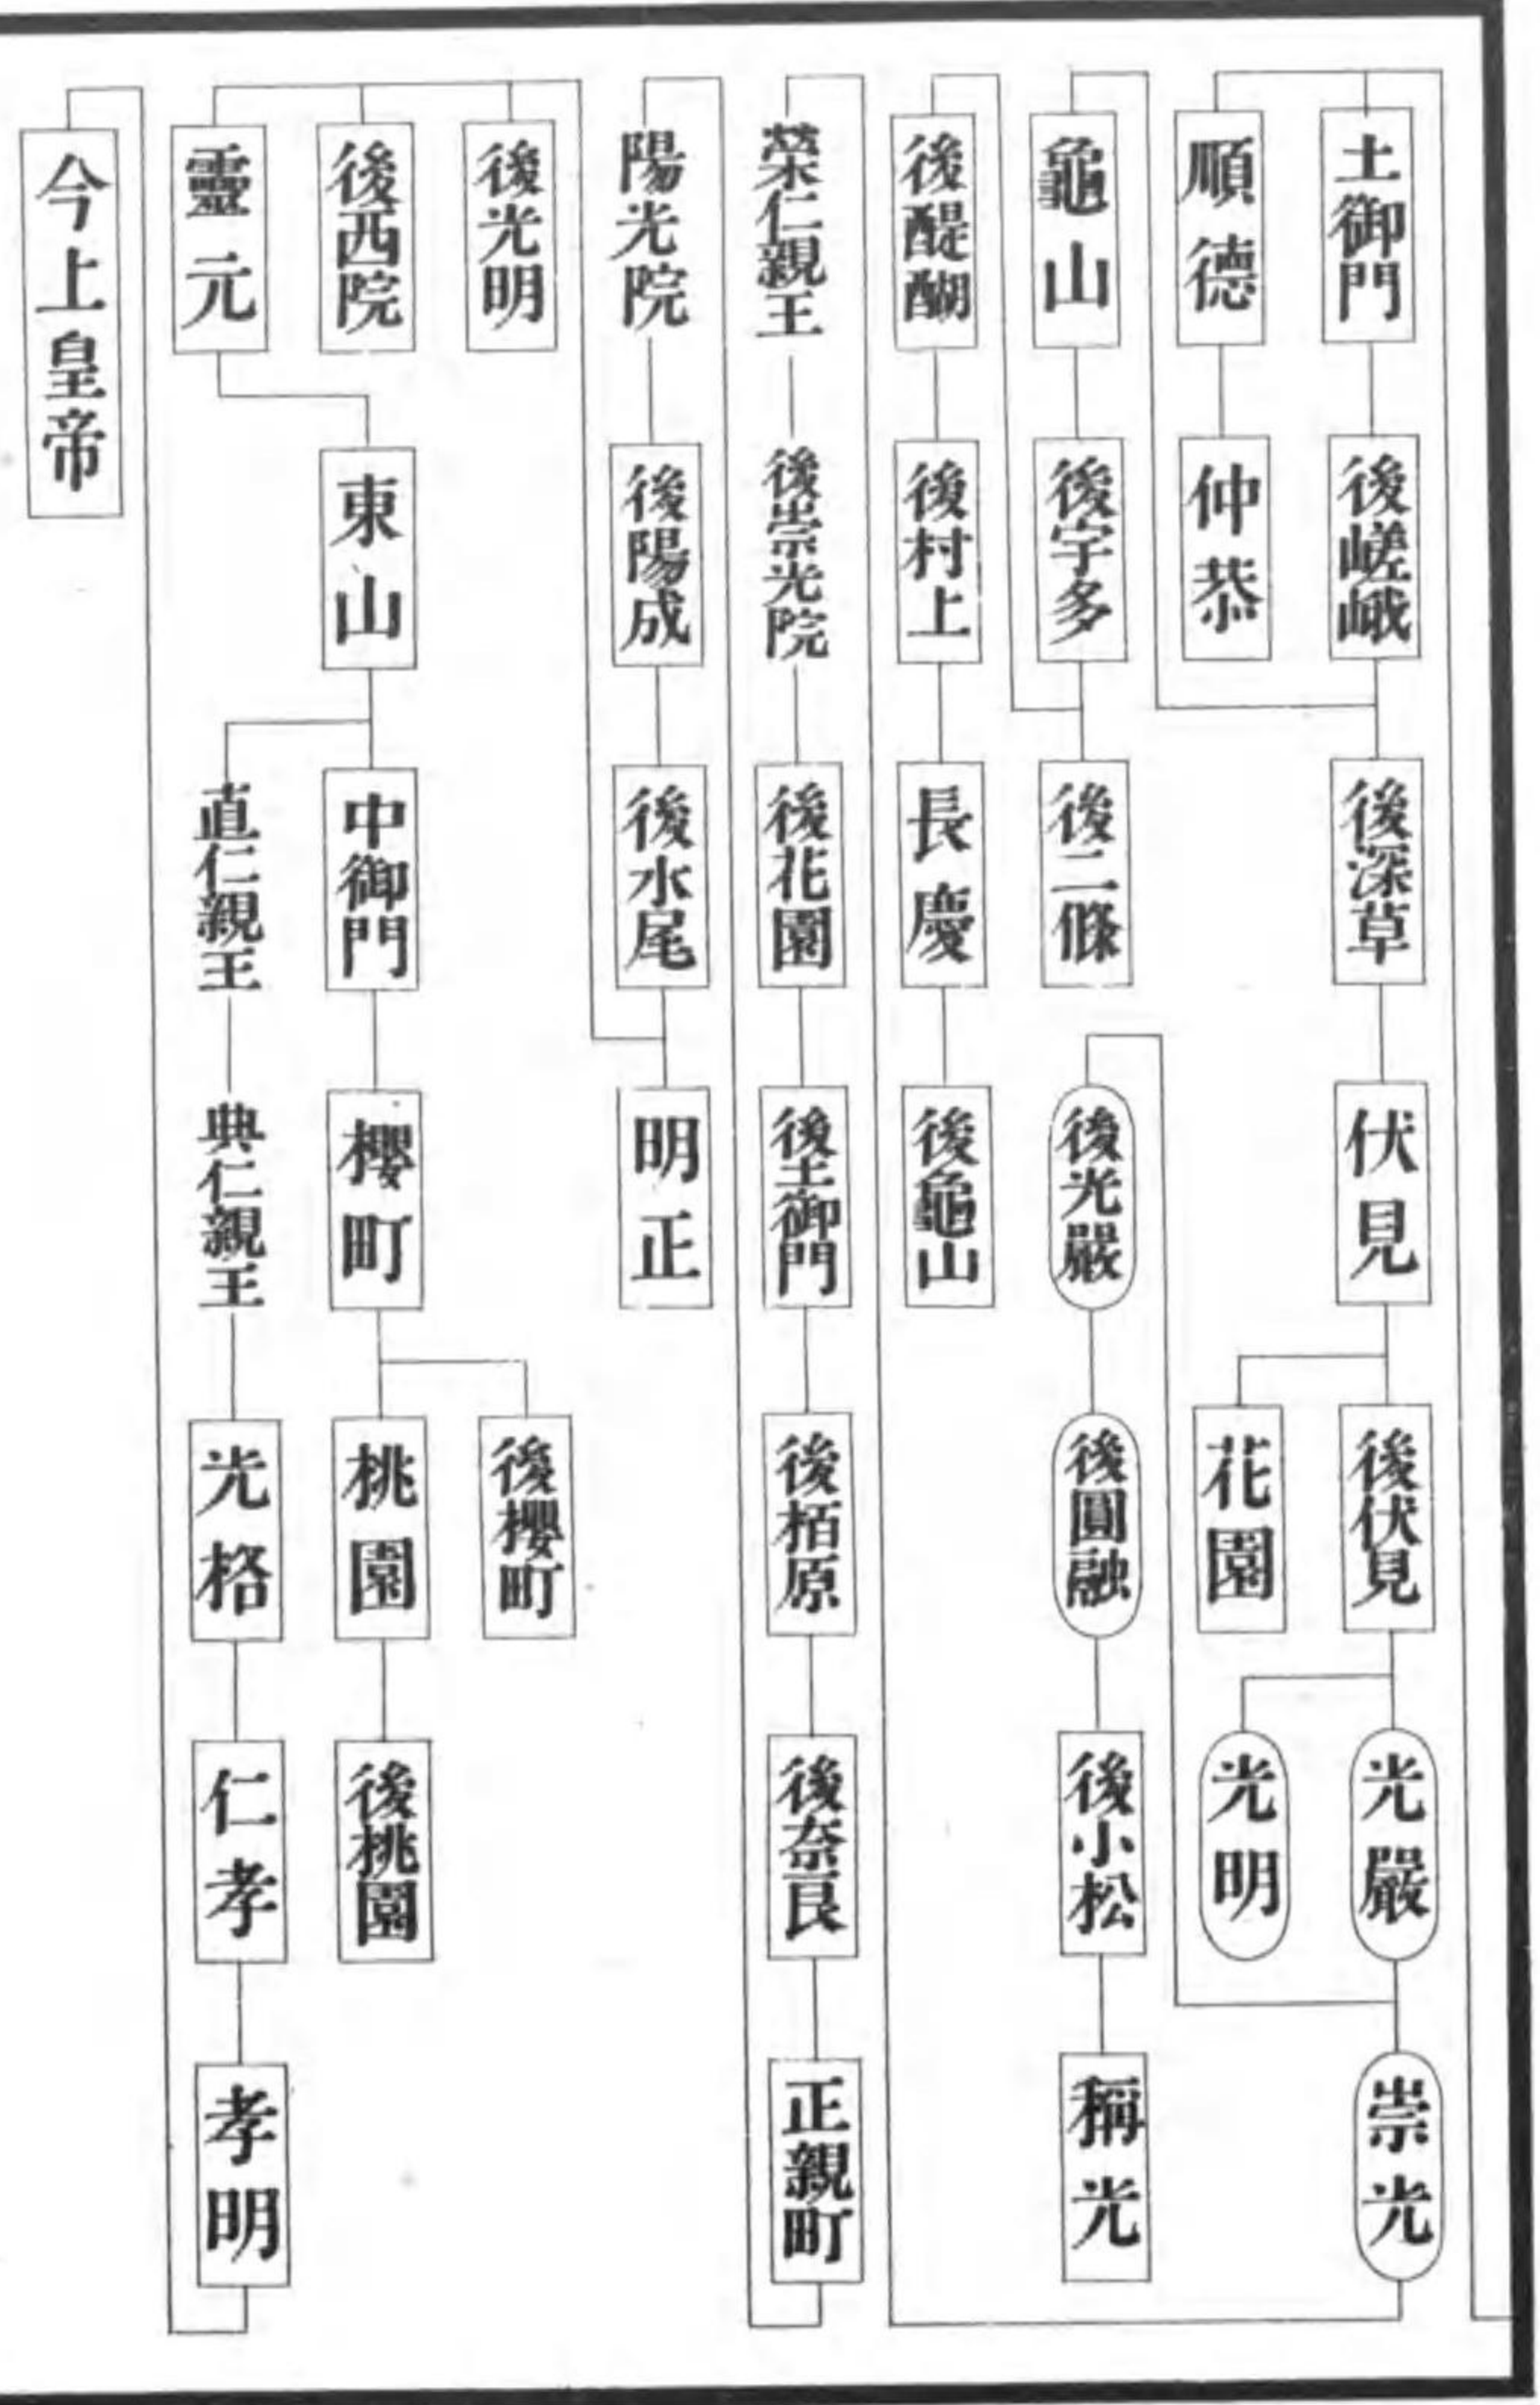 土御門
後嵯峨
後深草
伏見
後伏見
光嚴
崇光
順德
仲恭
花園
光明
龜山
後宇多
後二條
後光嚴
後圓融
後小松
稱光
後醍醐
後村上
長慶
後龜山
榮仁親王
後崇光院
後花園
後土御門
後栢原
後奈良
正親町
陽光院
後陽成
後水尾
明正
後光明
後櫻町
後西院
東山
中御門
櫻町
桃園
後桃園
靈元
直仁親王
典仁親王
光格
仁孝
孝明
今上皇帝